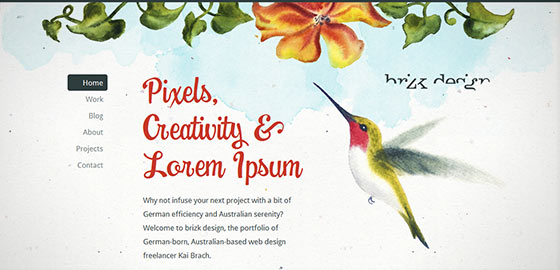 Home
Work
Blog
About
Projects
Contact
Pixels,
Creativity &
Lorem Ipsum
Why not infuse your next project with a bit of
German efficiency and Australian serenity?
Welcome to brizk design, the portfolio of
German-born, Australian-based web design
freelancer Kai Brach.
brizk design